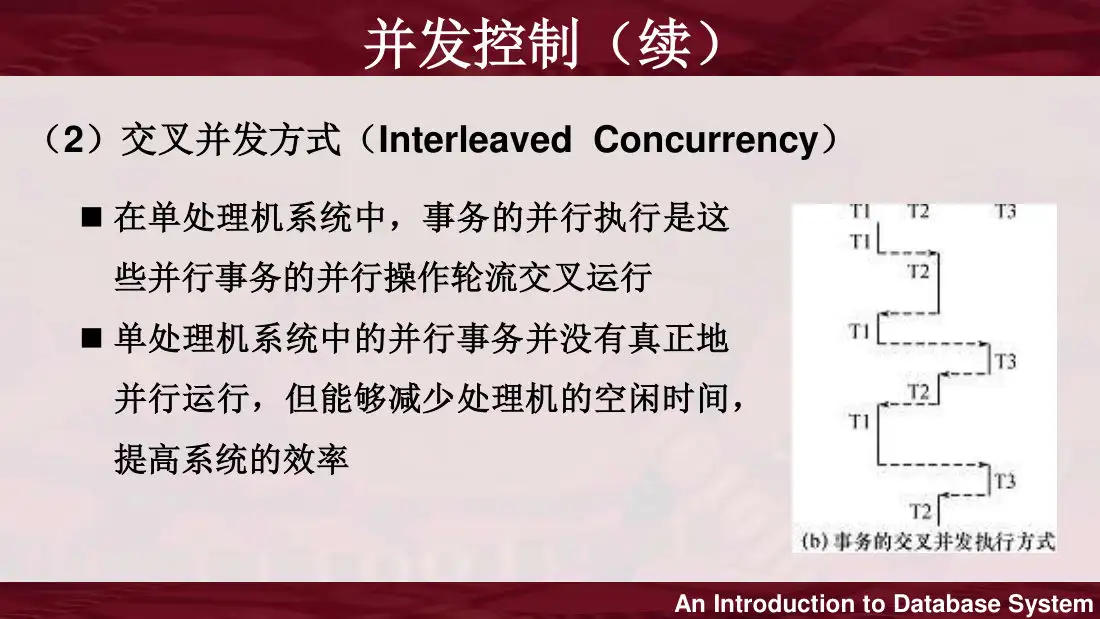 并发控制（续）
（2）交叉并发方式（Interleaved Concurrency）
■ 在单处理机系统中，事务的并行执行是这
些并行事务的并行操作轮流交叉运行
■ 单处理机系统中的并行事务并没有真正地
并行运行，但能够减少处理机的空闲时间，
提高系统的效率
T1 T2 T3
T1
T2
T1
T3
T2
T1
T3
T2
(b)事务的交叉并发执行方式
An Introduction to Database System